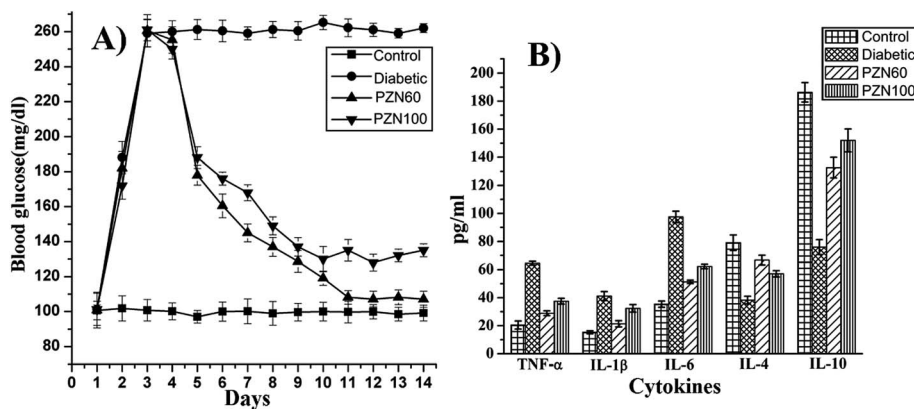 A)
Blood glucose(mg/dl)
260
240
220
200
180
160
140
120
100
80
0 1 2 3 4 5 6 7 8 9 10 11 12 13 14
Days
Control
Diabetic
PZN60
PZN100
B)
pg/ml
200
180
160
140
120
100
80
60
40
20
0
TNF-α IL-1β IL-6 IL-4 IL-10
Cytokines
Control
Diabetic
PZN60
PZN100